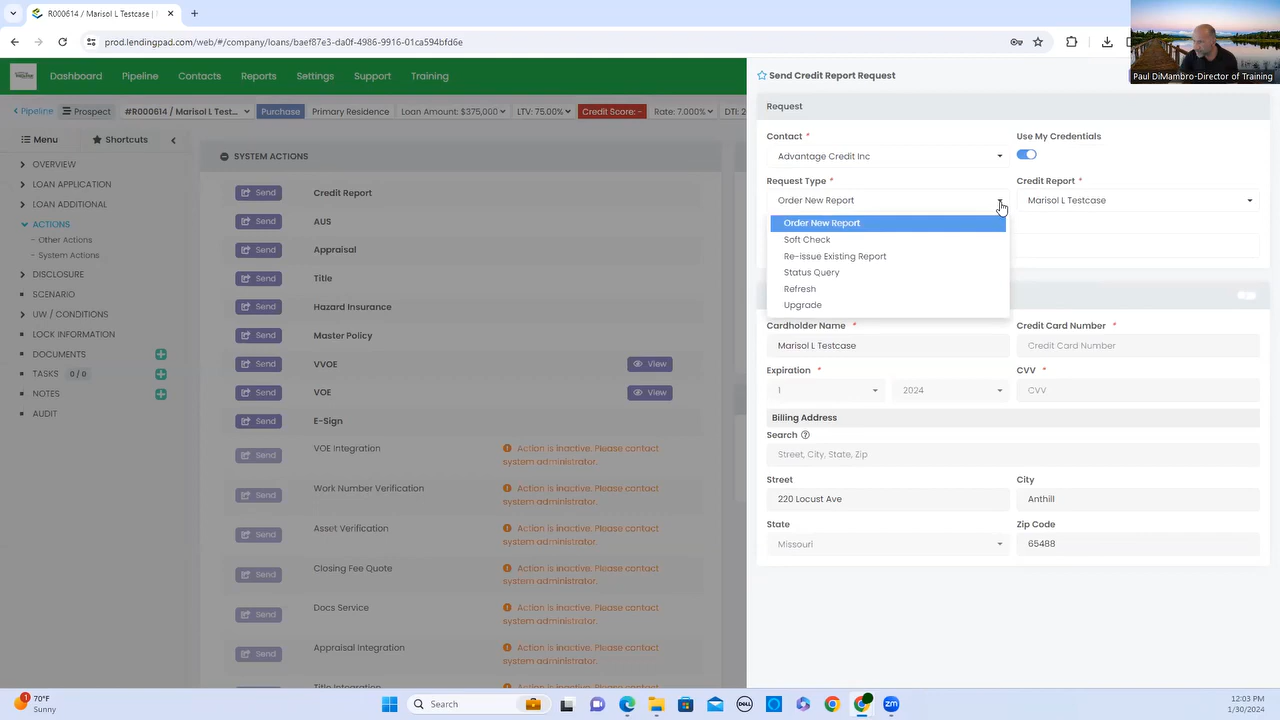 R000614 / Marisol L Testcase |
prod.lendingpad.com/web/#/company/loans/baef87e3-da0f-4986-9916-01ca594bfd6e
Paul DiMambro-Director of Training
Dashboard Pipeline Contacts Reports Settings Support Training
Pipeline Prospect #R000614 / Marisol L Test... Purchase Primary Residence Loan Amount: $375,000 LTV: 75.00% Credit Score: - Rate: 7.000% DTI: 2
Menu Shortcuts
OVERVIEW
LOAN APPLICATION
LOAN ADDITIONAL
ACTIONS
Other Actions
System Actions
DISCLOSURE
SCENARIO
UW / CONDITIONS
LOCK INFORMATION
DOCUMENTS
TASKS 0 / 0
NOTES
AUDIT
SYSTEM ACTIONS
Send Credit Report
Send AUS
Send Appraisal
Send Title
Send Hazard Insurance
Send Master Policy
Send VVOE View
Send VOE View
Send E-Sign
Send VOE Integration Action is inactive. Please contact
system administrator.
Send Work Number Verification Action is inactive. Please contact
system administrator.
Send Asset Verification Action is inactive. Please contact
system administrator.
Send Closing Fee Quote Action is inactive. Please contact
system administrator.
Send Docs Service Action is inactive. Please contact
system administrator.
Send Appraisal Integration Action is inactive. Please contact
system administrator.
Title Integration Action is inactive. Please contact
Send Credit Report Request
Request
Contact * Use My Credentials
Advantage Credit Inc
Request Type * Credit Report *
Order New Report Marisol L Testcase
Order New Report
Soft Check
Re-issue Existing Report
Status Query
Refresh
Upgrade
Cardholder Name * Credit Card Number *
Marisol L Testcase Credit Card Number
Expiration * CVV *
1 2024 CVV
Billing Address
Search
Street, City, State, Zip
Street City
220 Locust Ave Anthill
State Zip Code
Missouri 65488
1
70°F
Sunny
Search
DELL
zm
12:03 PM
1/30/2024